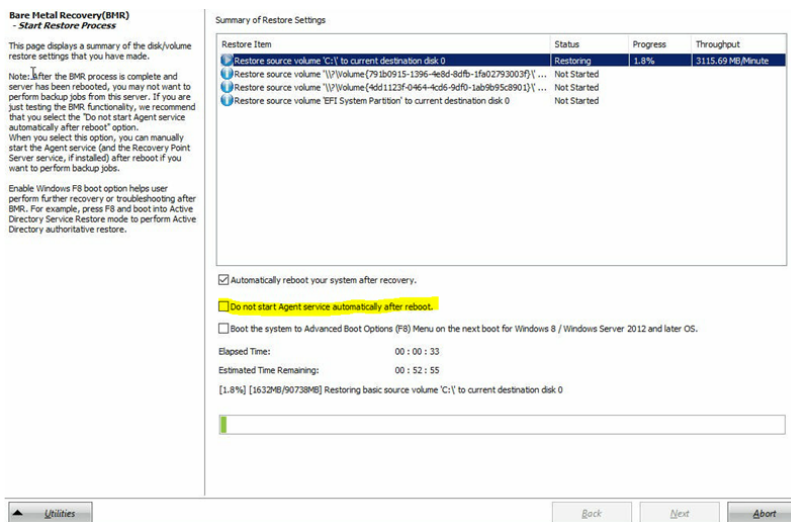 Bare Metal Recovery(BMR)
- Start Restore Process
This page displays a summary of the disk/volume
restore settings that you have made.
Note: After the BMR process is complete and
server has been rebooted, you may not want to
perform backup jobs from this server. If you are
just testing the BMR functionality, we recommend
that you select the "Do not start Agent service
automatically after reboot" option.
When you select this option, you can manually
start the Agent service (and the Recovery Point
Server service, if installed) after reboot if you
want to perform backup jobs.
Enable Windows F8 boot option helps user
perform further recovery or troubleshooting after
BMR. For example, press F8 and boot into Active
Directory Service Restore mode to perform Active
Directory authoritative restore.
Summary of Restore Settings
Restore Item Status Progress Throughput
Restore source volume 'C:\' to current destination disk 0 Restoring 1.8% 3115.69 MB/Minute
Restore source volume '\\?\Volume{791b0915-1396-4e8d-8dfb-1fa02793003f}\' ... Not Started
Restore source volume '\\?\Volume{4dd1123f-0464-4cd6-9df0-1ab9b95c8901}\' ... Not Started
Restore source volume 'EFI System Partition' to current destination disk 0 Not Started
Automatically reboot your system after recovery.
Do not start Agent service automatically after reboot.
Boot the system to Advanced Boot Options (F8) Menu on the next boot for Windows 8 / Windows Server 2012 and later OS.
Elapsed Time: 00 : 00 : 33
Estimated Time Remaining: 00 : 52 : 55
[1.8%] [1632MB/90738MB] Restoring basic source volume 'C:\' to current destination disk 0
Utilities Back Next Abort